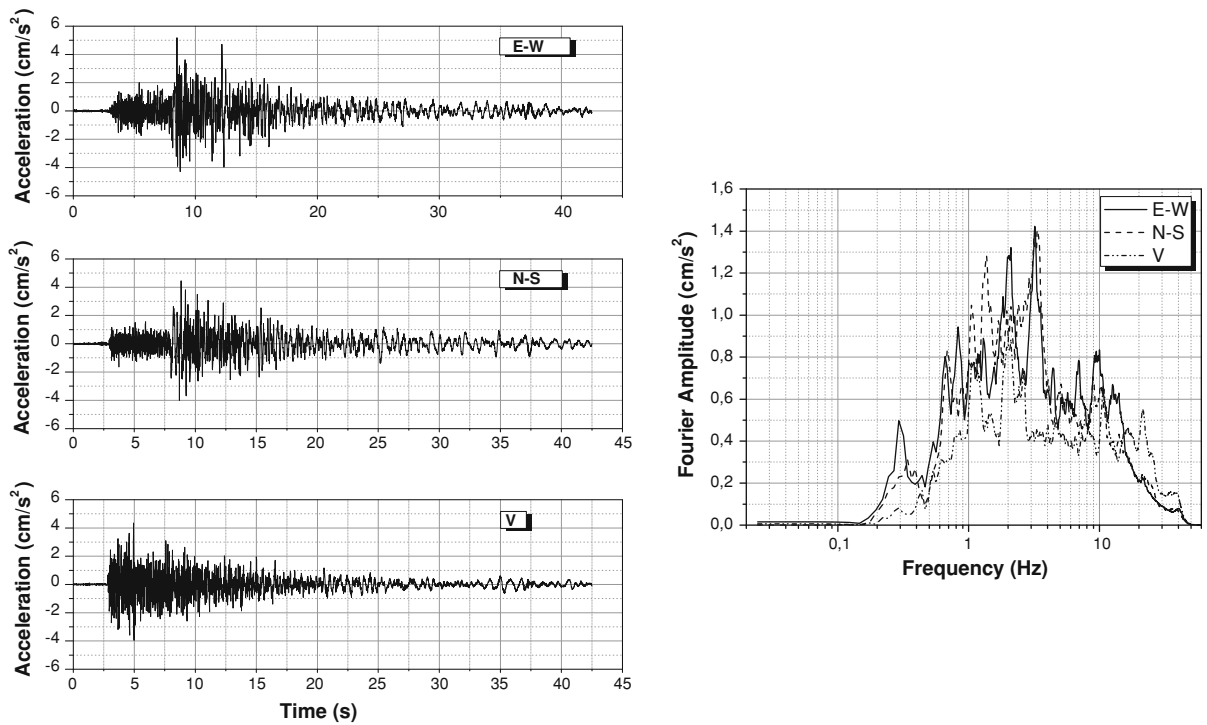 6
4
2
0
-2
-4
-6
Acceleration (cm/s²)
E-W
0 10 20 30 40
6
4
2
0
-2
-4
-6
Acceleration (cm/s²)
N-S
0 5 10 15 20 25 30 35 40 45
6
4
2
0
-2
-4
-6
Acceleration (cm/s²)
V
0 5 10 15 20 25 30 35 40 45
Time (s)
1,6
1,4
1,2
1,0
0,8
0,6
0,4
0,2
0,0
Fourier Amplitude (cm/s²)
E-W
N-S
V
0,1 1 10
Frequency (Hz)